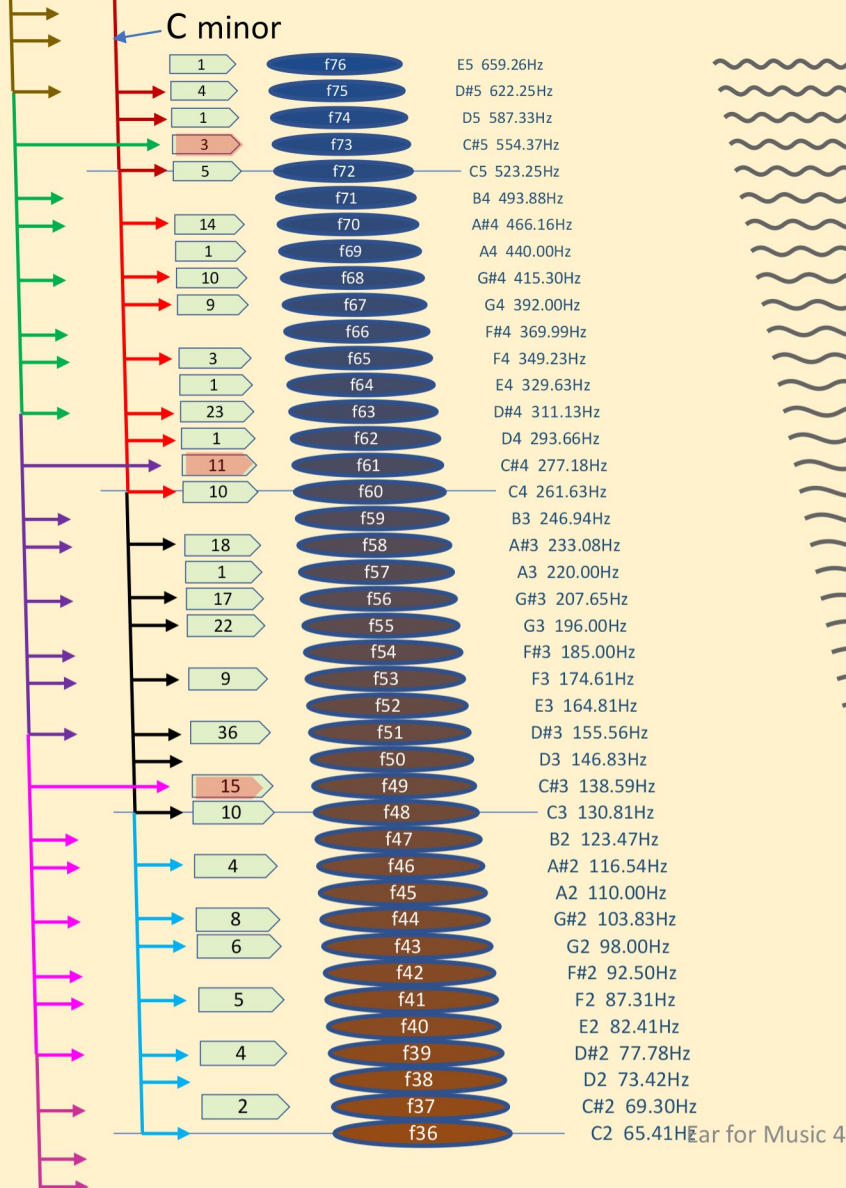 C minor
1 f76 E5 659.26Hz
4 f75 D#5 622.25Hz
1 f74 D5 587.33Hz
3 f73 C#5 554.37Hz
5 f72 C5 523.25Hz
f71 B4 493.88Hz
14 f70 A#4 466.16Hz
1 f69 A4 440.00Hz
10 f68 G#4 415.30Hz
9 f67 G4 392.00Hz
f66 F#4 369.99Hz
3 f65 F4 349.23Hz
1 f64 E4 329.63Hz
23 f63 D#4 311.13Hz
1 f62 D4 293.66Hz
11 f61 C#4 277.18Hz
10 f60 C4 261.63Hz
f59 B3 246.94Hz
18 f58 A#3 233.08Hz
1 f57 A3 220.00Hz
17 f56 G#3 207.65Hz
22 f55 G3 196.00Hz
f54 F#3 185.00Hz
9 f53 F3 174.61Hz
f52 E3 164.81Hz
36 f51 D#3 155.56Hz
f50 D3 146.83Hz
15 f49 C#3 138.59Hz
10 f48 C3 130.81Hz
f47 B2 123.47Hz
4 f46 A#2 116.54Hz
f45 A2 110.00Hz
8 f44 G#2 103.83Hz
6 f43 G2 98.00Hz
f42 F#2 92.50Hz
5 f41 F2 87.31Hz
f40 E2 82.41Hz
4 f39 D#2 77.78Hz
f38 D2 73.42Hz
2 f37 C#2 69.30Hz
f36 C2 65.41Hz Ear for Music 4